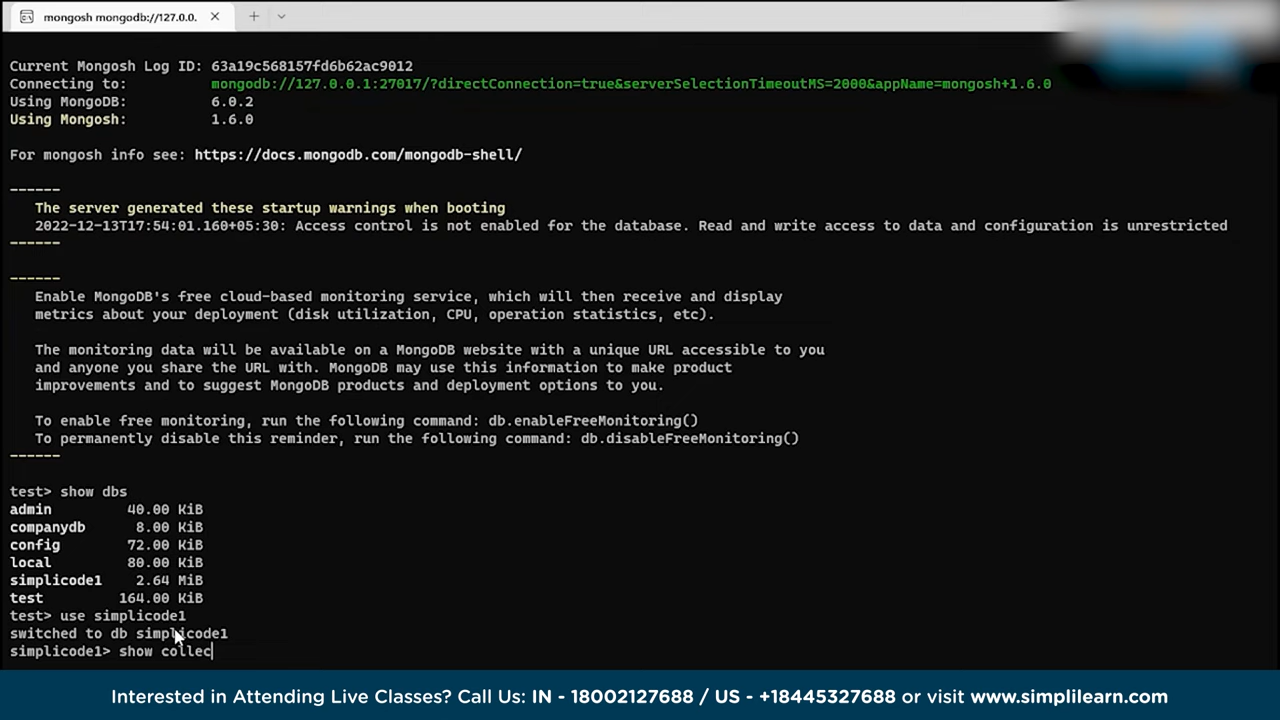 mongosh mongodb://127.0.0.
Current Mongosh Log ID: 63a19c568157fd6b62ac9012
Connecting to: mongodb://127.0.0.1:27017/?directConnection=true&serverSelectionTimeoutMS=2000&appName=mongosh+1.6.0
Using MongoDB: 6.0.2
Using Mongosh: 1.6.0
For mongosh info see: https://docs.mongodb.com/mongodb-shell/
------
The server generated these startup warnings when booting
2022-12-13T17:54:01.160+05:30: Access control is not enabled for the database. Read and write access to data and configuration is unrestricted
------
------
Enable MongoDB's free cloud-based monitoring service, which will then receive and display
metrics about your deployment (disk utilization, CPU, operation statistics, etc).
The monitoring data will be available on a MongoDB website with a unique URL accessible to you
and anyone you share the URL with. MongoDB may use this information to make product
improvements and to suggest MongoDB products and deployment options to you.
To enable free monitoring, run the following command: db.enableFreeMonitoring()
To permanently disable this reminder, run the following command: db.disableFreeMonitoring()
------
test> show dbs
admin 40.00 KiB
companydb 8.00 KiB
config 72.00 KiB
local 80.00 KiB
simplicode1 2.64 MiB
test 164.00 KiB
test> use simplicode1
switched to db simplicode1
simplicode1> show collec
Interested in Attending Live Classes? Call Us: IN - 18002127688 / US - +18445327688 or visit www.simplilearn.com